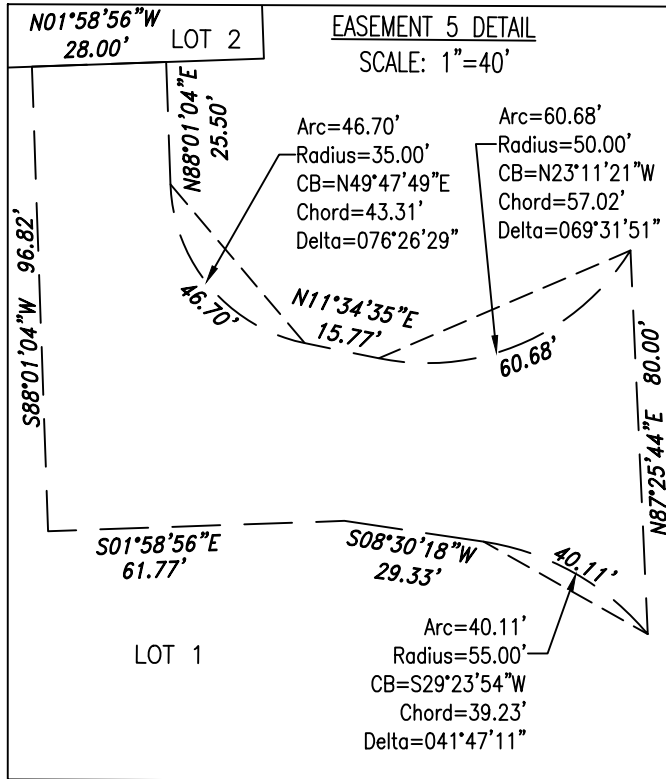 N01°58'56"W
28.00'
LOT 2
EASEMENT 5 DETAIL
SCALE: 1"=40'
N88°01'04"E
25.50'
Arc=46.70'
Radius=35.00'
CB=N49°47'49"E
Chord=43.31'
Delta=076°26'29"
Arc=60.68'
Radius=50.00'
CB=N23°11'21"W
Chord=57.02'
Delta=069°31'51"
S88°01'04"W 96.82'
46.70'
N11°34'35"E
15.77'
60.68'
N87°25'44"E 80.00'
S01°58'56"E
61.77'
S08°30'18"W
29.33'
40.11'
LOT 1
Arc=40.11'
Radius=55.00'
CB=S29°23'54"W
Chord=39.23'
Delta=041°47'11"